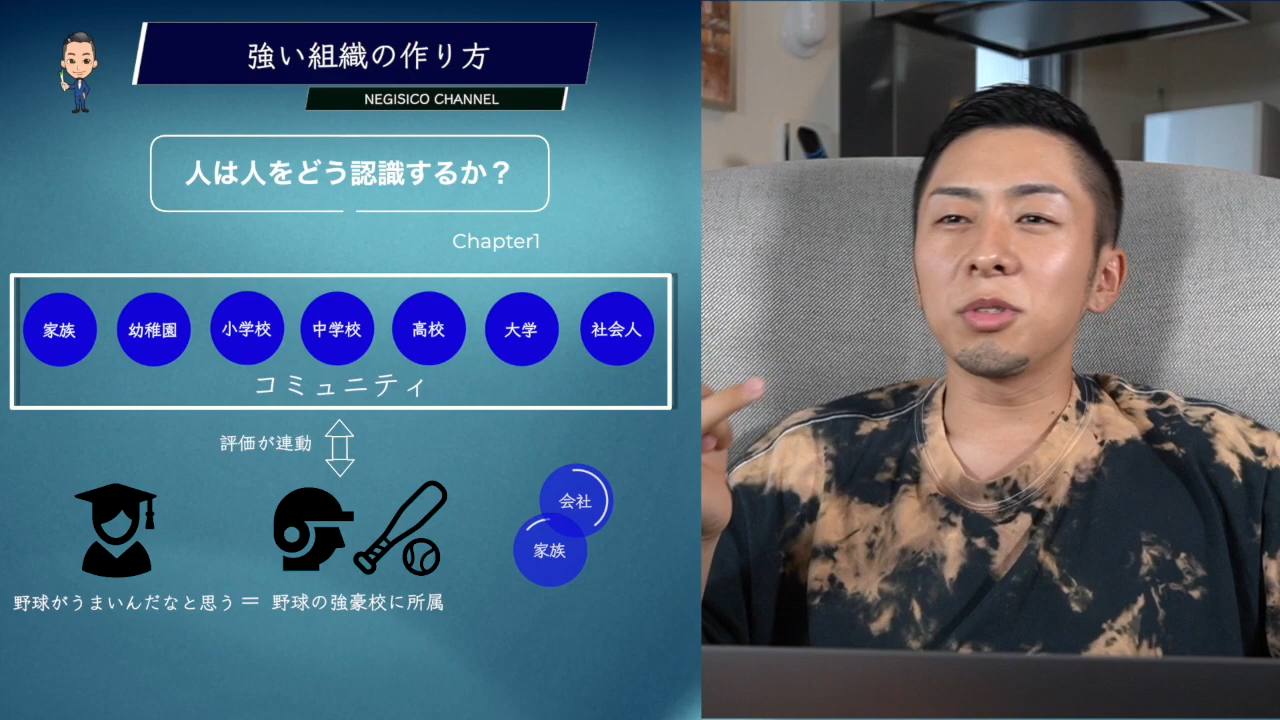 強い組織の作り方
NEGISICO CHANNEL
人は人をどう認識するか？
Chapter1
家族 幼稚園 小学校 中学校 高校 大学 社会人
コミュニティ
評価が連動
会社
家族
野球がうまいんだなと思う ＝ 野球の強豪校に所属